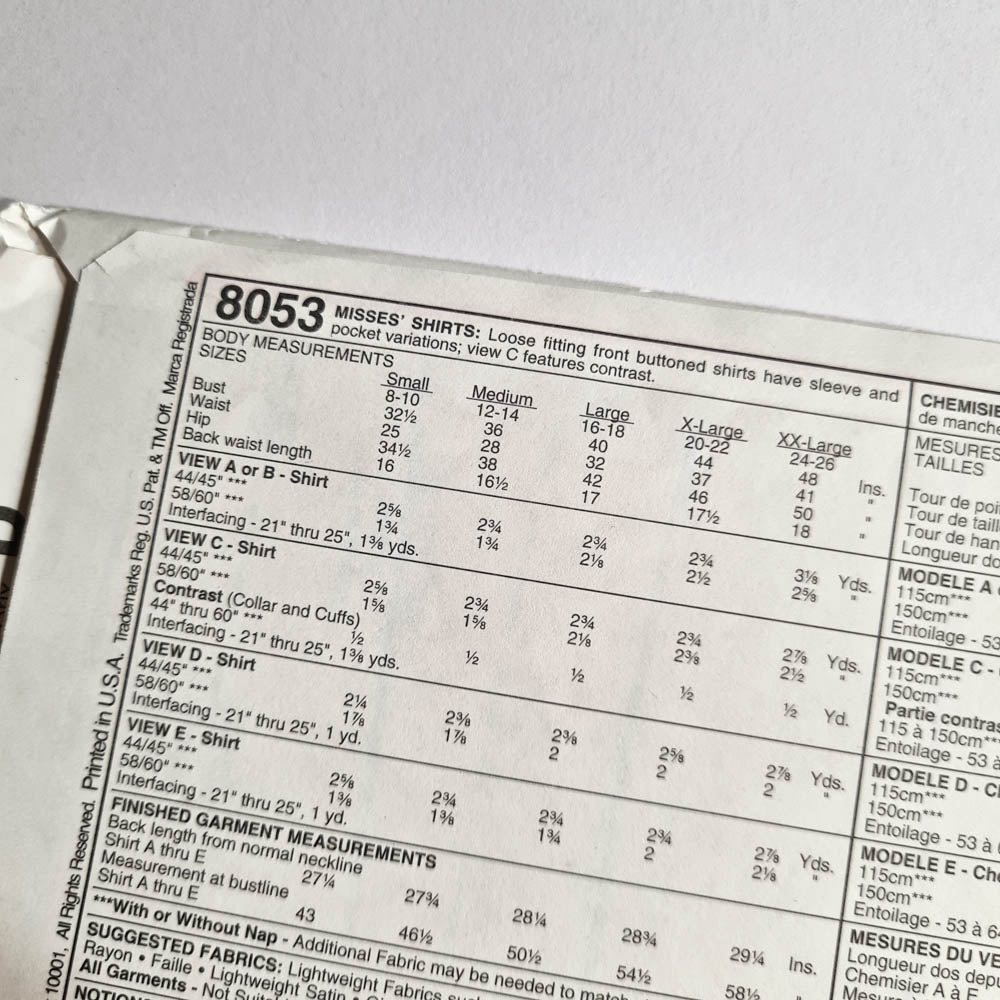 8053 MISSES' SHIRTS: Loose fitting front buttoned shirts have sleeve and
pocket variations; view C features contrast.
BODY MEASUREMENTS
SIZES Small Medium Large X-Large XX-Large
8-10 12-14 16-18 20-22 24-26
Bust 32½ 36 40 44 48 Ins.
Waist 25 28 32 37 41 "
Hip 34½ 38 42 46 50 "
Back waist length 16 16½ 17 17½ 18 "
VIEW A or B - Shirt
44/45" *** 2⅝ 2¾ 2¾ 2¾ 3⅛ Yds.
58/60" *** 1¾ 1¾ 2⅛ 2½ 2⅝ "
Interfacing - 21" thru 25", 1⅜ yds.
VIEW C - Shirt
44/45" *** 2⅝ 2¾ 2¾ 2¾ 2⅞ Yds.
58/60" *** 1⅝ 1⅝ 2⅛ 2⅜ 2½ "
Contrast (Collar and Cuffs)
44" thru 60" *** ½ ½ ½ ½ ½ Yd.
Interfacing - 21" thru 25", 1⅜ yds.
VIEW D - Shirt
44/45" *** 2¼ 2⅜ 2⅜ 2⅝ 2⅞ Yds.
58/60" *** 1⅞ 1⅞ 2 2 2 "
Interfacing - 21" thru 25", 1 yd.
VIEW E - Shirt
44/45" *** 2⅝ 2¾ 2¾ 2¾ 2⅞ Yds.
58/60" *** 1⅜ 1⅜ 1¾ 2 2⅛ "
Interfacing - 21" thru 25", 1 yd.
FINISHED GARMENT MEASUREMENTS
Back length from normal neckline
Shirt A thru E 27¼ 27¾ 28¼ 28¾ 29¼ Ins.
Measurement at bustline
Shirt A thru E 43 46½ 50½ 54½ 58½ "
***With or Without Nap - Additional Fabric may be needed to match
SUGGESTED FABRICS: Lightweight Fabrics
Rayon • Faille • Lightweight Satin •
All Garments - Not
NOTIONS
CHEMISIE
de manche
MESURES
TAILLES
Tour de poi
Tour de taill
Tour de han
Longueur do
MODELE A
115cm***
150cm***
Entoilage - 53
MODELE C -
115cm***
150cm***
Partie contras
115 à 150cm***
Entoilage - 53 à
MODELE D - C
115cm***
150cm***
Entoilage - 53 à
MODELE E - Che
115cm***
150cm***
Entoilage - 53 à 64
MESURES DU VE
Longueur dos dep
Chemisier A à E
Mesur
10001, All Rights Reserved. Printed in U.S.A. Trademarks Reg. U.S. Pat. & TM Off. Marca Registrada